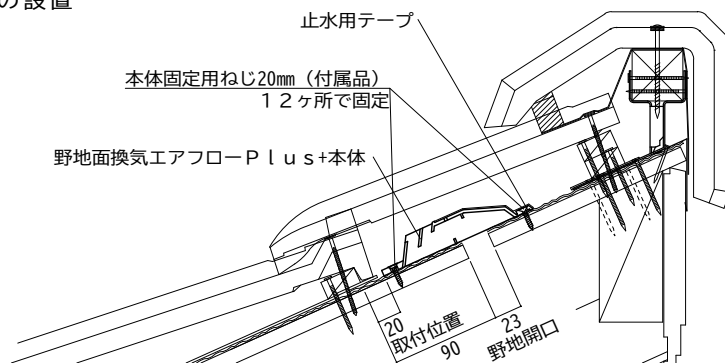 の設置
止水用テープ
本体固定用ねじ20mm（付属品）
１２ヶ所で固定
野地面換気エアフローＰｌｕｓ+本体
20
取付位置
90
23
野地開口